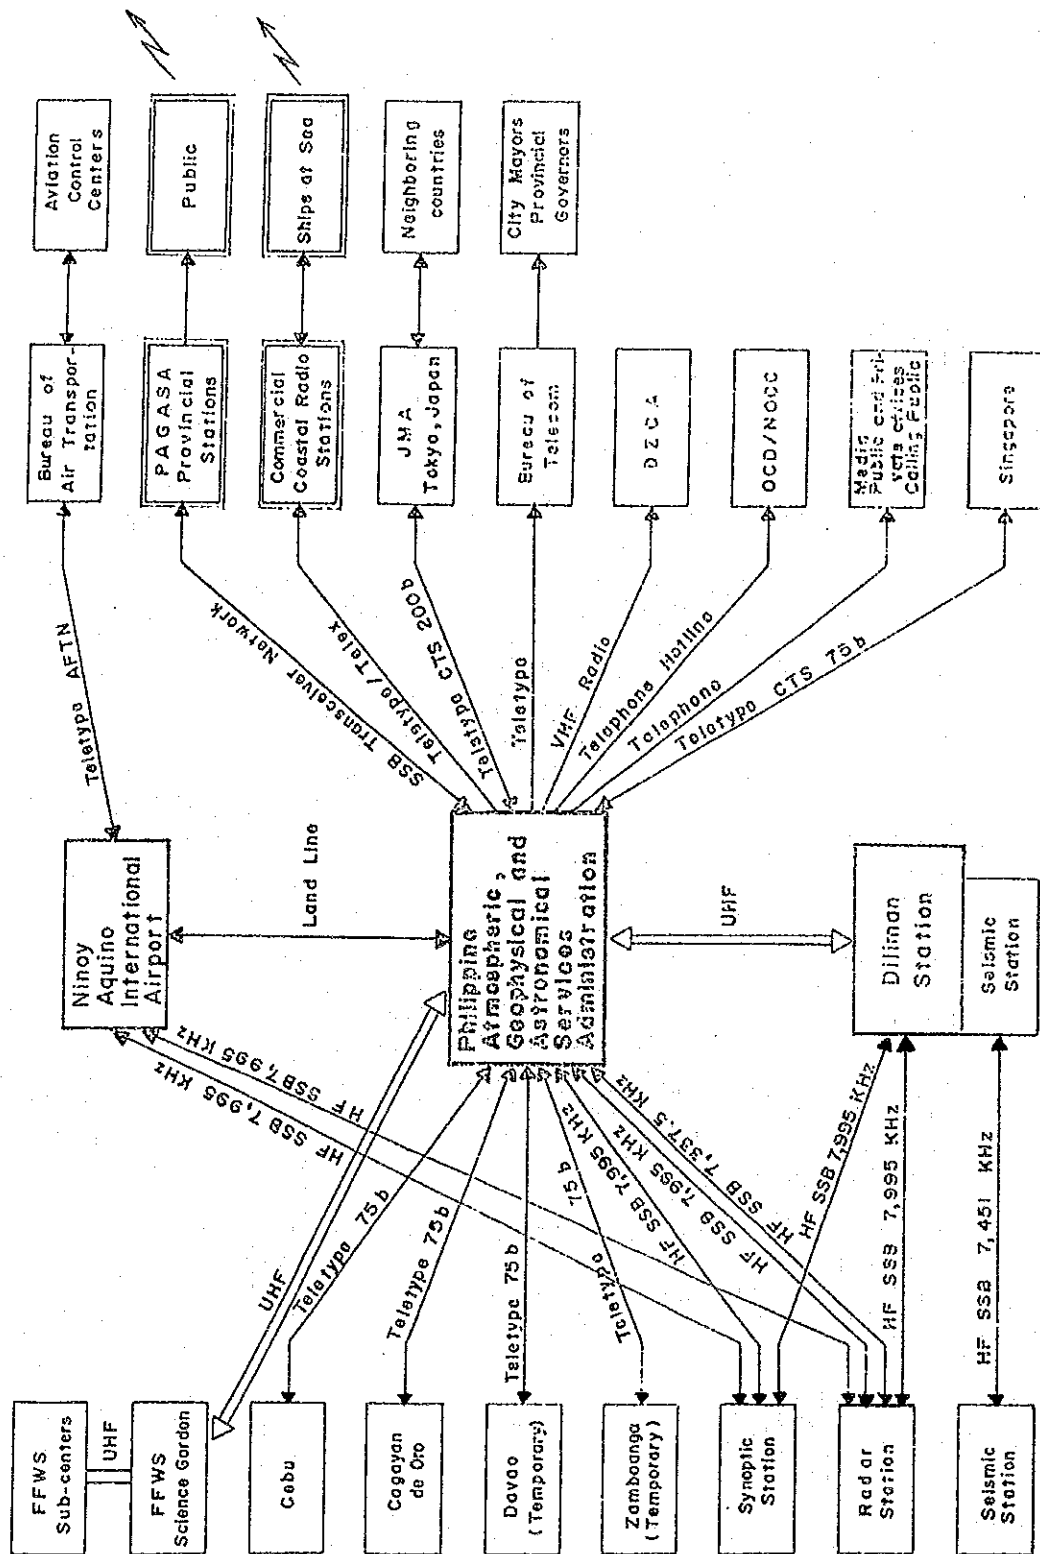 FFWS
Sub-centers
UHF
FFWS
Science Garden
Cebu
Cagayan
de Oro
Davao
(Temporary)
Zamboanga
(Temporary)
Synoptic
Station
Radar
Station
Seismic
Station
UHF
Teletype 75b
Teletype 75b
Teletype 75b
Teletype 75b
HF SSB 7,995 KHz
HF SSB 7,995 KHz
HF SSB 7,337.5 KHz
HF SSB 7,995 KHz
HF SSB 7,995 KHz
HF SSB 7,995 KHz
HF SSB 7,995 KHz
HF SSB 7,451 KHz
Ninoy
Aquino
International
Airport
Land Line
Philippine
Atmospheric,
Geophysical and
Astronomical
Services
Administration
UHF
Diliman
Station
Seismic
Station
Teletype AFTN
SSB Transceiver Network
Teletype / Telex
Teletype CTS 200b
Teletype
VHF Radio
Telephone Hotline
Telephone
Teletype CTS 75b
Bureau of
Air Transpor-
tation
PAGASA
Provincial
Stations
Commercial
Coastal Radio
Stations
JMA
Tokyo, Japan
Bureau of
Telecom
DECA
OCD/NOCC
Media
Public and Pri-
vate offices
Calling Public
Singapore
Aviation
Control
Centers
Public
Ships at Sea
Neighboring
countries
City Mayors
Provincial
Governors